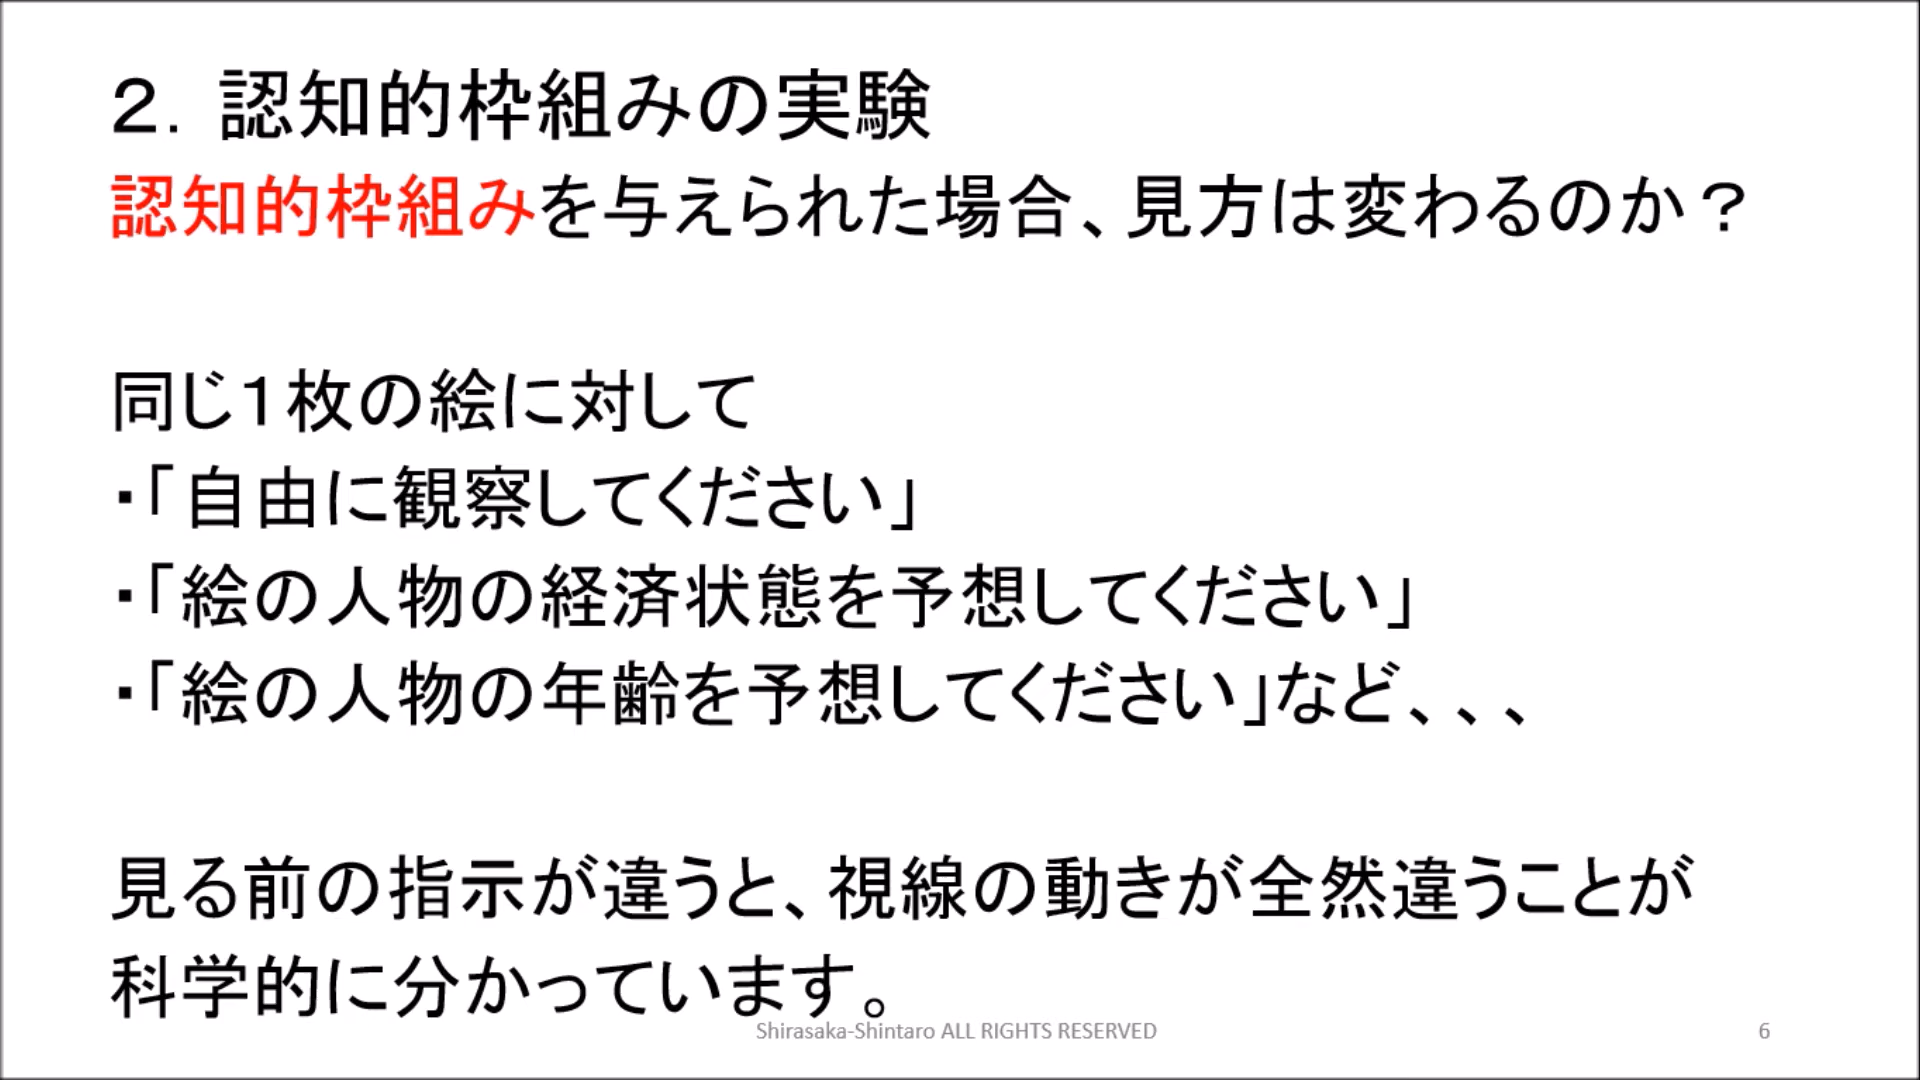 ２．認知的枠組みの実験
認知的枠組みを与えられた場合、見方は変わるのか？
同じ１枚の絵に対して
・「自由に観察してください」
・「絵の人物の経済状態を予想してください」
・「絵の人物の年齢を予想してください」など、、、
見る前の指示が違うと、視線の動きが全然違うことが
科学的に分かっています。
Shirasaka-Shintaro ALL RIGHTS RESERVED
6